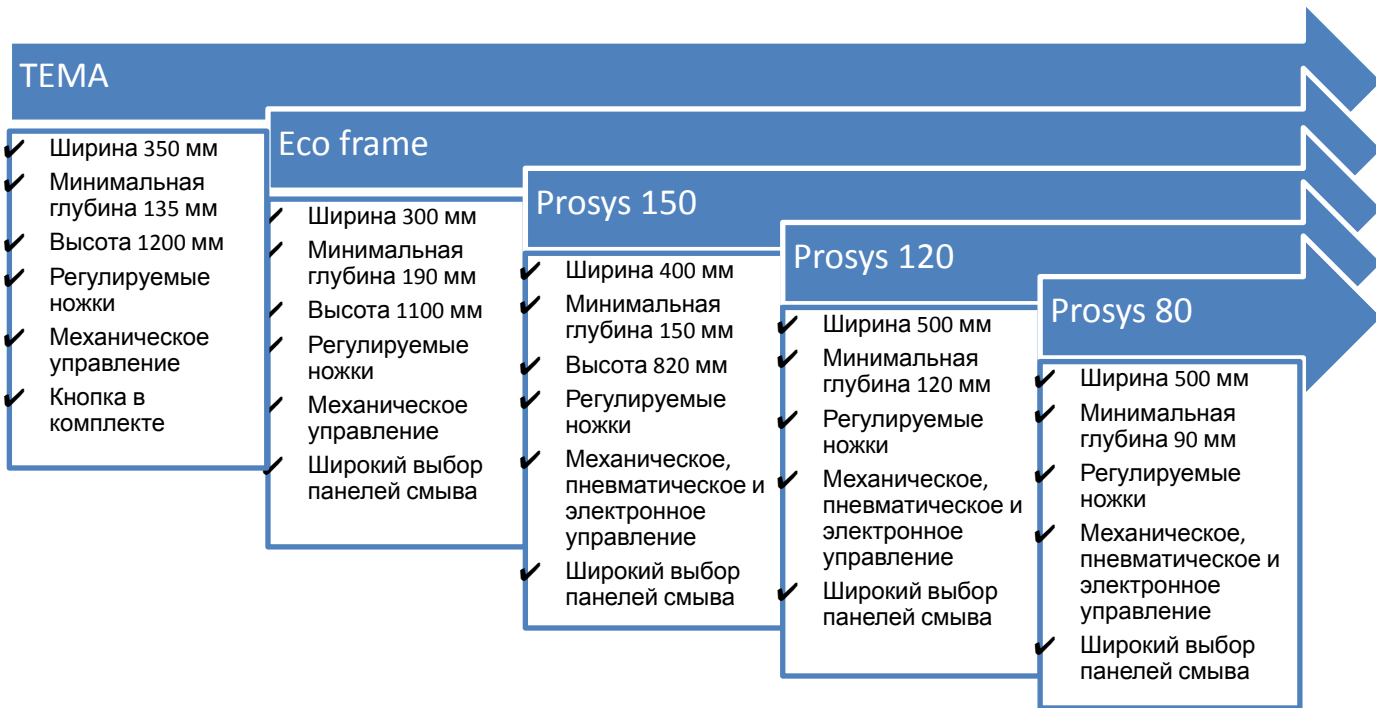 TEMA
Ширина 350 мм
Минимальная
глубина 135 мм
Высота 1200 мм
Регулируемые
ножки
Механическое
управление
Кнопка в
комплекте
Eco frame
Ширина 300 мм
Минимальная
глубина 190 мм
Высота 1100 мм
Регулируемые
ножки
Механическое
управление
Широкий выбор
панелей смыва
Prosys 150
Ширина 400 мм
Минимальная
глубина 150 мм
Высота 820 мм
Регулируемые
ножки
Механическое,
пневматическое и
электронное
управление
Широкий выбор
панелей смыва
Prosys 120
Ширина 500 мм
Минимальная
глубина 120 мм
Регулируемые
ножки
Механическое,
пневматическое и
электронное
управление
Широкий выбор
панелей смыва
Prosys 80
Ширина 500 мм
Минимальная
глубина 90 мм
Регулируемые
ножки
Механическое,
пневматическое и
электронное
управление
Широкий выбор
панелей смыва